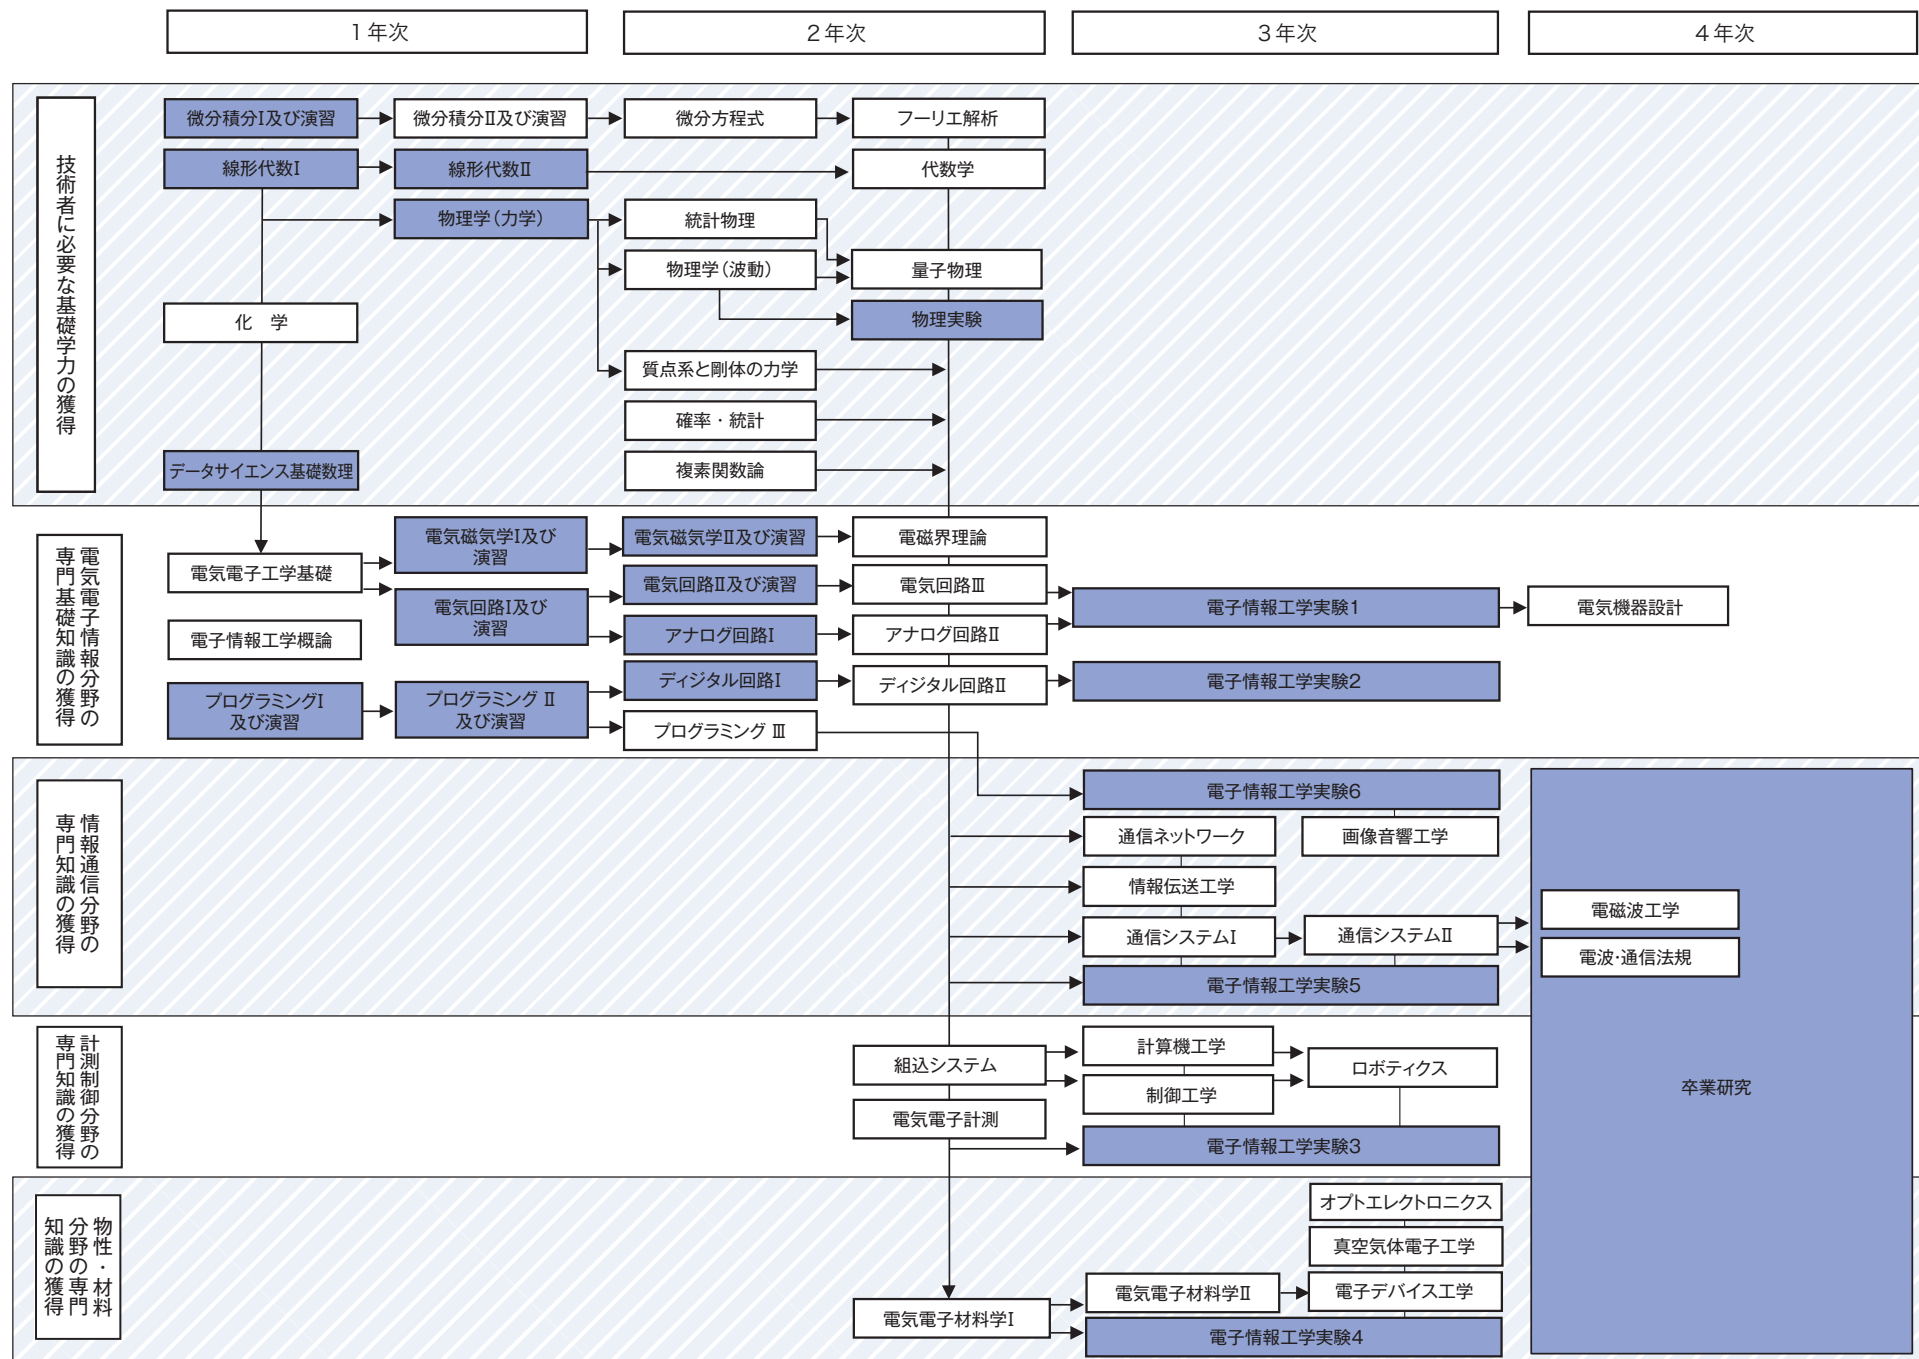 1年次
2年次
3年次
4年次
技術者に必要な基礎学力の獲得
微分積分Ⅰ及び演習
微分積分Ⅱ及び演習
微分方程式
フーリエ解析
線形代数Ⅰ
線形代数Ⅱ
代数学
物理学(力学)
統計物理
物理学(波動)
量子物理
化　学
物理実験
質点系と剛体の力学
確率・統計
データサイエンス基礎数理
複素関数論
電気電子情報分野の
専門基礎知識の獲得
電気電子工学基礎
電気磁気学Ⅰ及び
演習
電気磁気学Ⅱ及び演習
電磁界理論
電気回路Ⅰ及び
演習
電気回路Ⅱ及び演習
電気回路Ⅲ
電子情報工学実験1
電気機器設計
電子情報工学概論
アナログ回路Ⅰ
アナログ回路Ⅱ
プログラミングⅠ
及び演習
プログラミング Ⅱ
及び演習
ディジタル回路Ⅰ
ディジタル回路Ⅱ
電子情報工学実験2
プログラミング Ⅲ
情報通信分野の
専門知識の獲得
電子情報工学実験6
通信ネットワーク
画像音響工学
情報伝送工学
通信システムⅠ
通信システムⅡ
電磁波工学
電波・通信法規
電子情報工学実験5
計測制御分野の
専門知識の獲得
組込システム
計算機工学
制御工学
ロボティクス
電気電子計測
電子情報工学実験3
卒業研究
物性・材料
分野の専門
知識の獲得
オプトエレクトロニクス
真空気体電子工学
電気電子材料学Ⅰ
電気電子材料学Ⅱ
電子デバイス工学
電子情報工学実験4